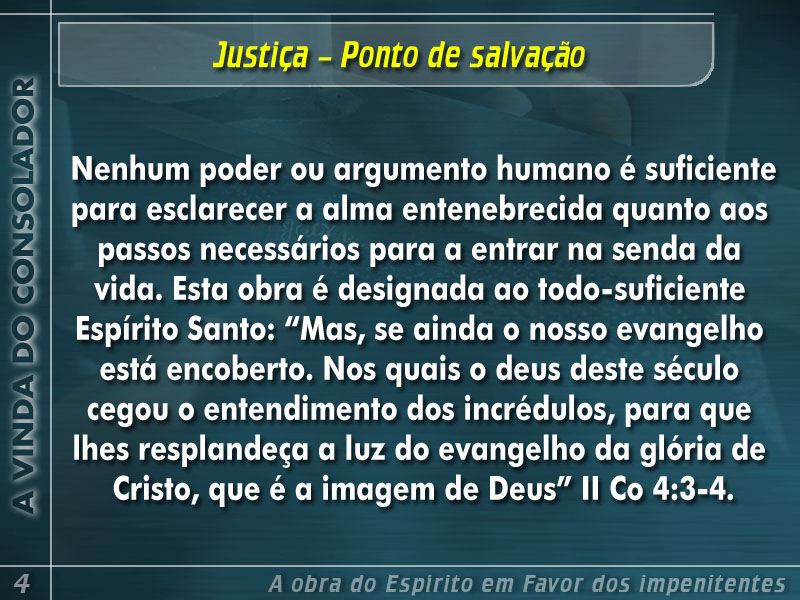 Justiça – Ponto de salvação
A VINDA DO CONSOLADOR
Nenhum poder ou argumento humano é suficiente
para esclarecer a alma entenebrecida quanto aos
passos necessários para a entrar na senda da
vida. Esta obra é designada ao todo-suficiente
Espírito Santo: “Mas, se ainda o nosso evangelho
está encoberto. Nos quais o deus deste século
cegou o entendimento dos incrédulos, para que
lhes resplandeça a luz do evangelho da glória de
Cristo, que é a imagem de Deus” II Co 4:3-4.
4
A obra do Espírito em Favor dos impenitentes